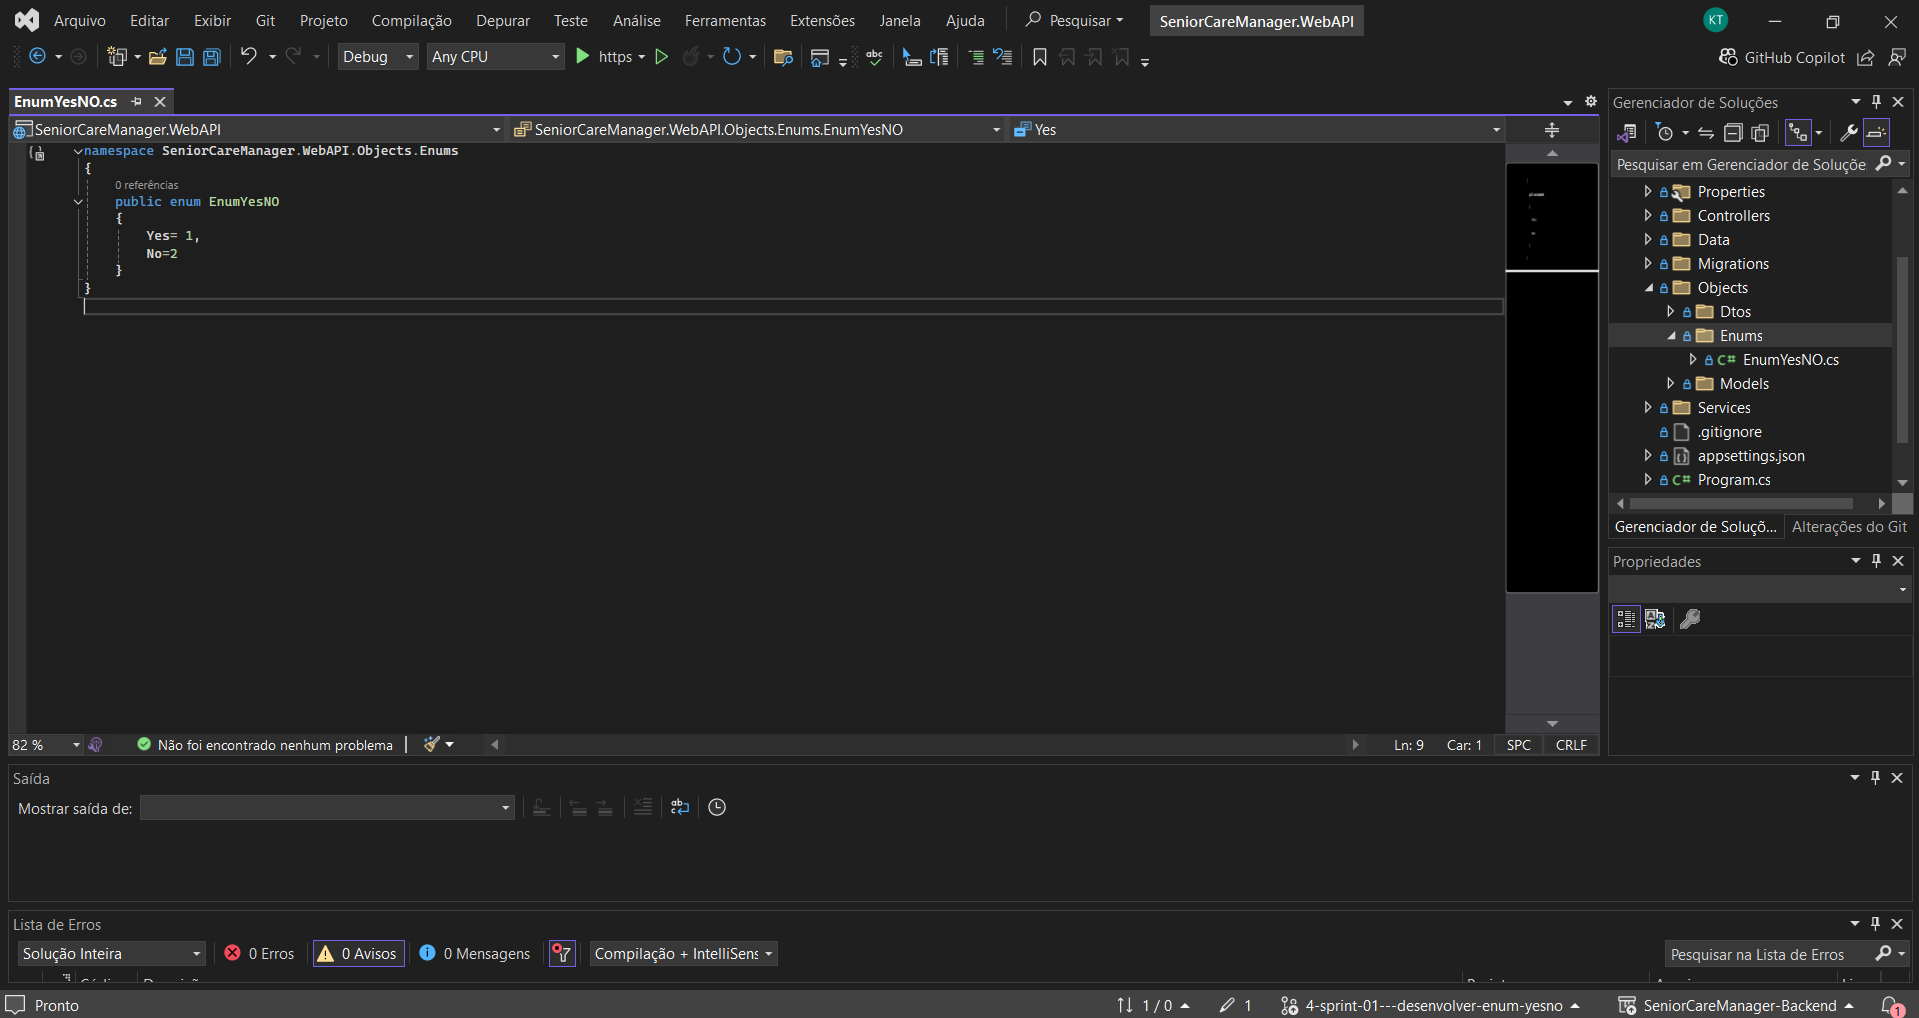 Arquivo Editar Exibir Git Projeto Compilação Depurar Teste Análise Ferramentas Extensões Janela Ajuda Pesquisar SeniorCareManager.WebAPI KT
Debug Any CPU https abc GitHub Copilot
EnumYesNO.cs
SeniorCareManager.WebAPI SeniorCareManager.WebAPI.Objects.Enums.EnumYesNO Yes
namespace SeniorCareManager.WebAPI.Objects.Enums
{
0 referências
public enum EnumYesNO
{
Yes= 1,
No=2
}
}
82 % Não foi encontrado nenhum problema Ln: 9 Car: 1 SPC CRLF
Gerenciador de Soluções
Pesquisar em Gerenciador de Soluçõe
Properties
Controllers
Data
Migrations
Objects
Dtos
Enums
C# EnumYesNO.cs
Models
Services
.gitignore
appsettings.json
C# Program.cs
Gerenciador de Soluçõ... Alterações do Git
Propriedades
Saída
Mostrar saída de:
Lista de Erros
Solução Inteira 0 Erros 0 Avisos 0 Mensagens Compilação + IntelliSens Pesquisar na Lista de Erros
Pronto 1 / 0 1 4-sprint-01---desenvolver-enum-yesno SeniorCareManager-Backend 1